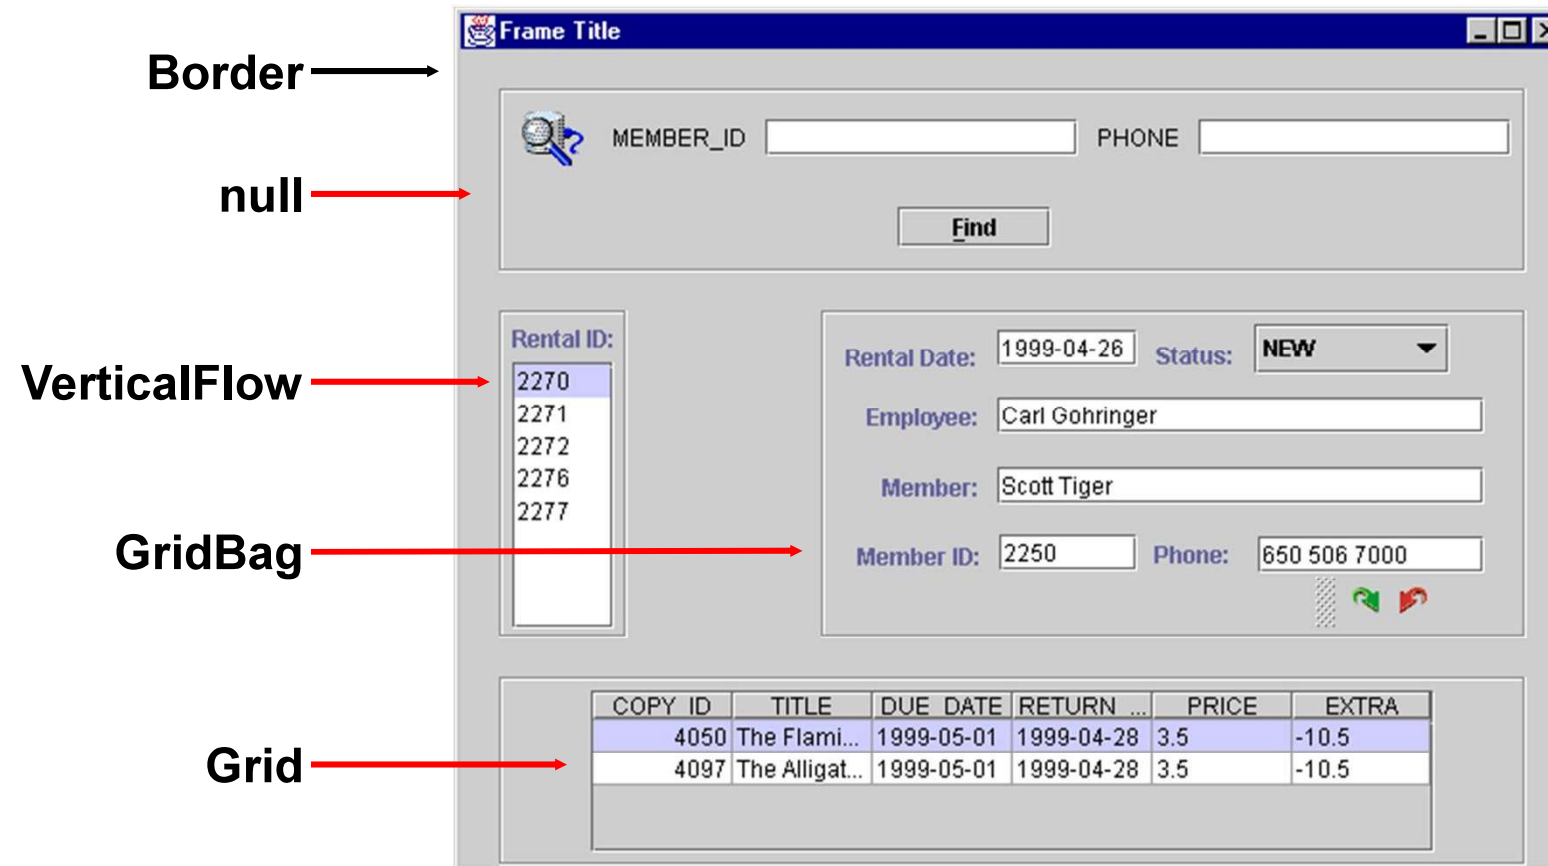 Frame Title
Border
MEMBER_ID PHONE
null
Find
Rental ID:
2270
2271
2272
2276
2277
VerticalFlow
Rental Date: 1999-04-26 Status: NEW
Employee: Carl Gohringer
Member: Scott Tiger
GridBag
Member ID: 2250 Phone: 650 506 7000
COPY_ID TITLE DUE_DATE RETURN ... PRICE EXTRA
4050 The Flami... 1999-05-01 1999-04-28 3.5 -10.5
Grid
4097 The Alligat... 1999-05-01 1999-04-28 3.5 -10.5